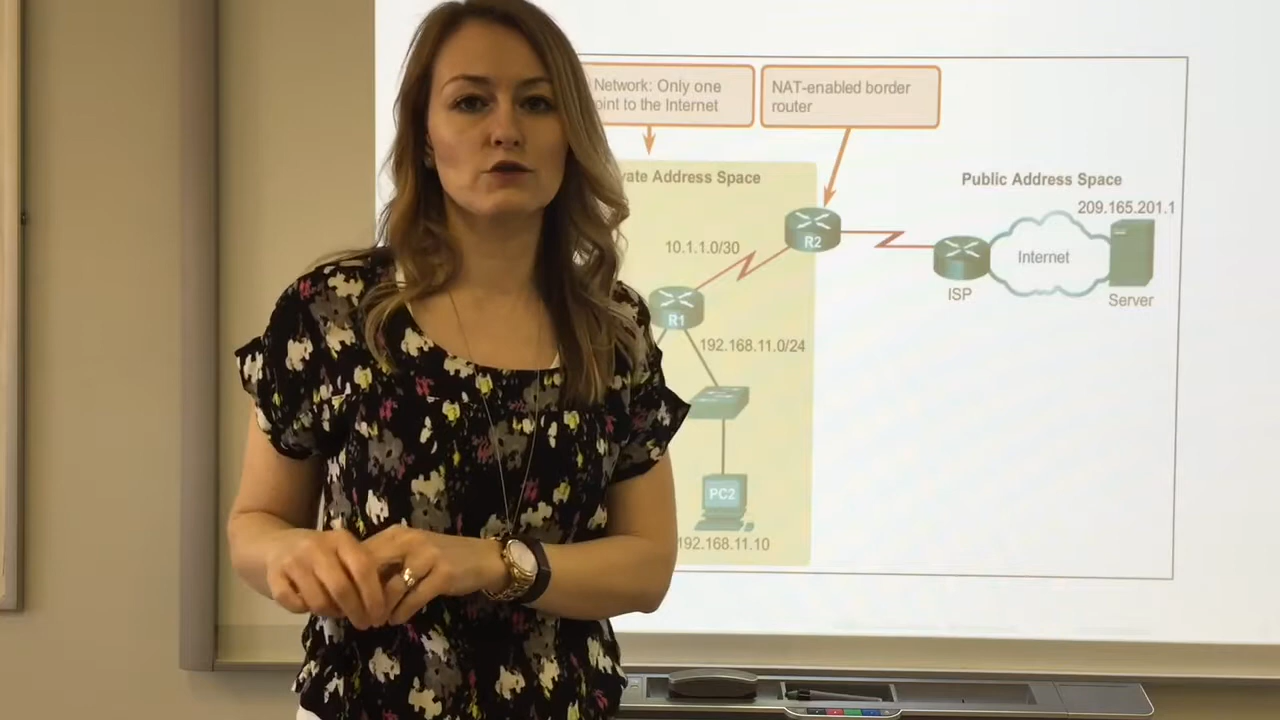 Network: Only one
point to the Internet
NAT-enabled border
router
Address Space
Public Address Space
209.165.201.1
10.1.1.0/30
R2
Internet
ISP
Server
R1
192.168.11.0/24
PC2
192.168.11.10